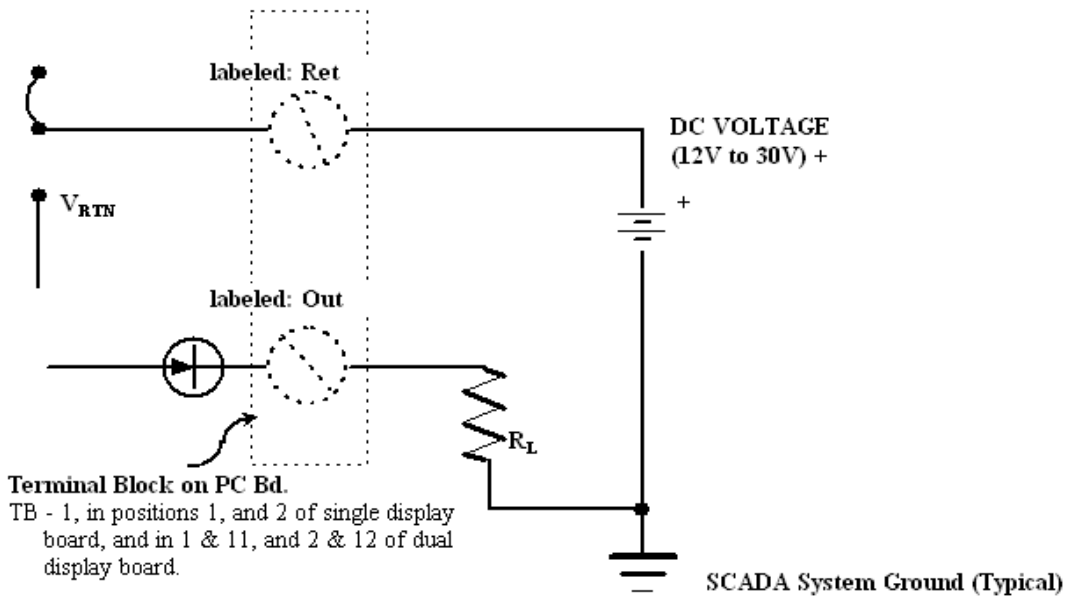 labeled: Ret
DC VOLTAGE
(12V to 30V) +
+
VRTN
labeled: Out
RL
Terminal Block on PC Bd.
TB - 1, in positions 1, and 2 of single display
board, and in 1 & 11, and 2 & 12 of dual
display board.
SCADA System Ground (Typical)